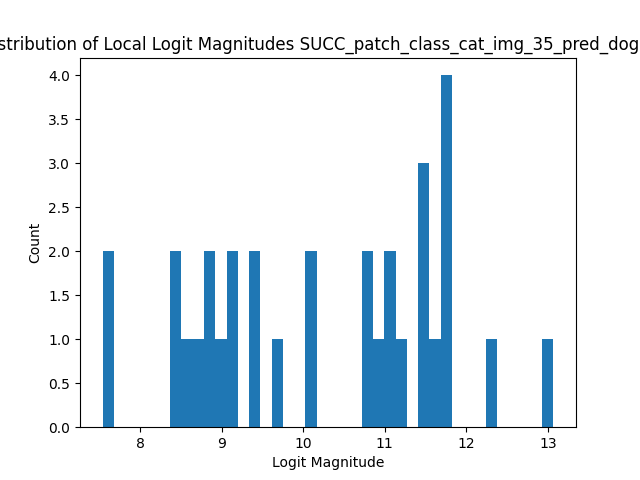 stribution of Local Logit Magnitudes SUCC_patch_class_cat_img_35_pred_dog
4.0
3.5
3.0
2.5
2.0
1.5
1.0
0.5
0.0
Count
8 9 10 11 12 13
Logit Magnitude